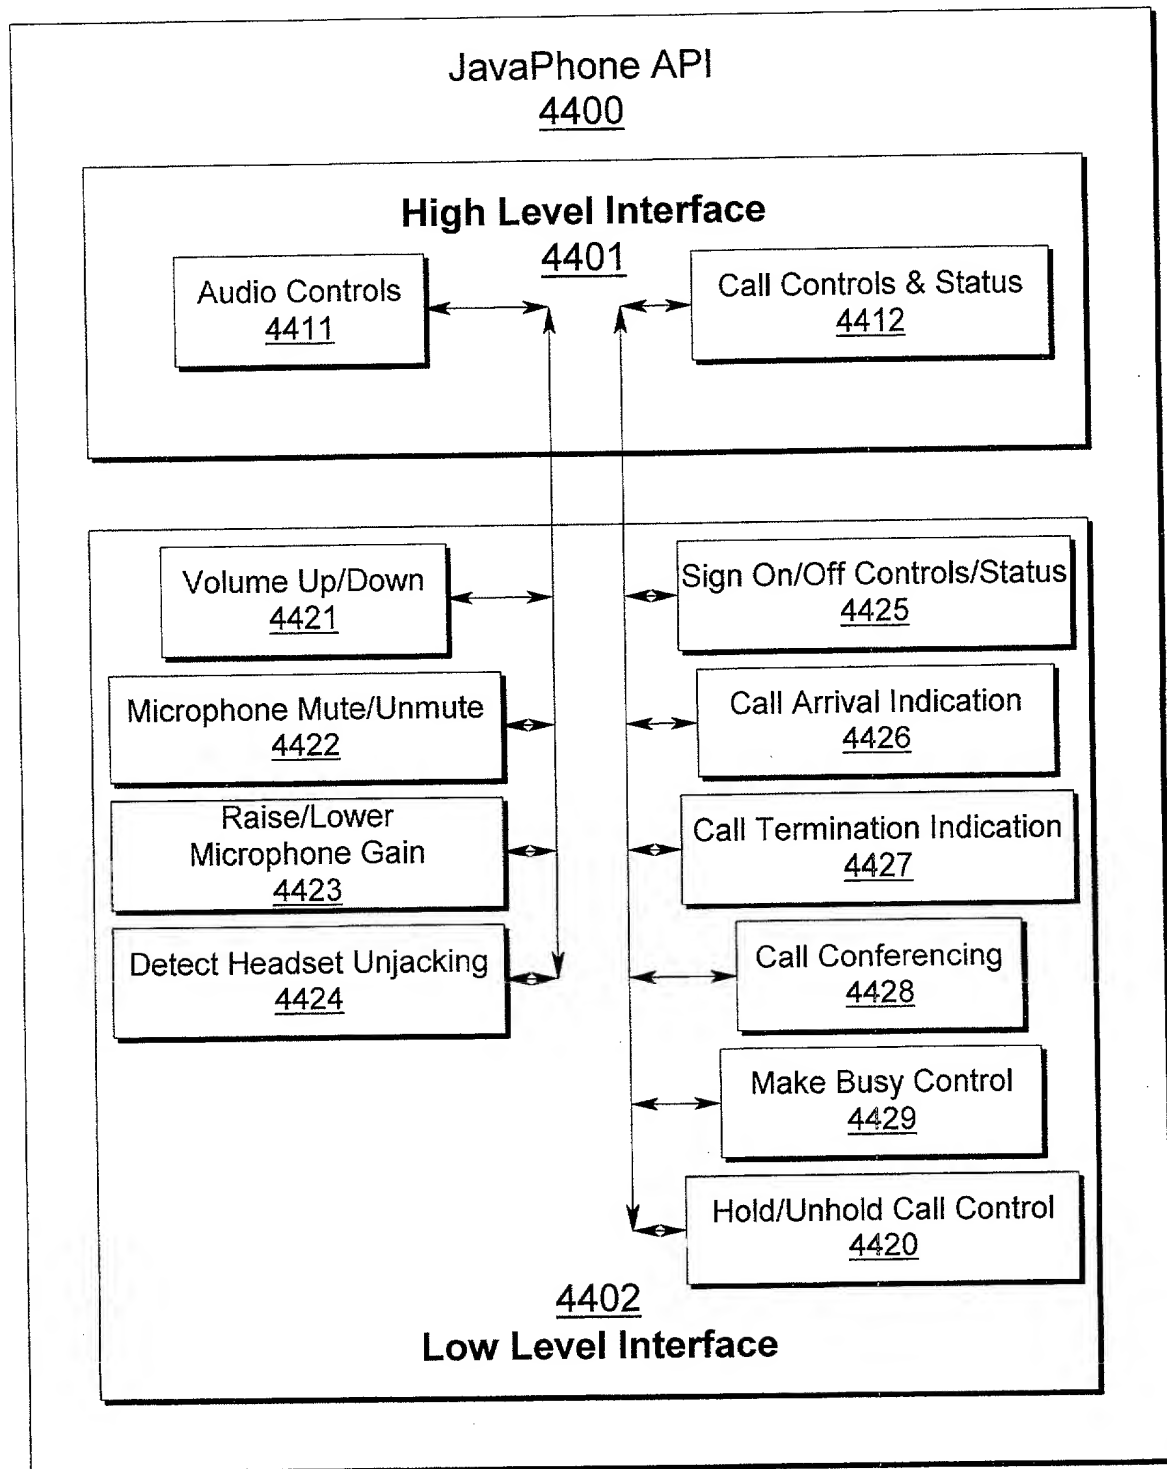 JavaPhone API
4400
High Level Interface
4401
Audio Controls
4411
Call Controls & Status
4412
Volume Up/Down
4421
Microphone Mute/Unmute
4422
Raise/Lower
Microphone Gain
4423
Detect Headset Unjacking
4424
Sign On/Off Controls/Status
4425
Call Arrival Indication
4426
Call Termination Indication
4427
Call Conferencing
4428
Make Busy Control
4429
Hold/Unhold Call Control
4420
4402
Low Level Interface